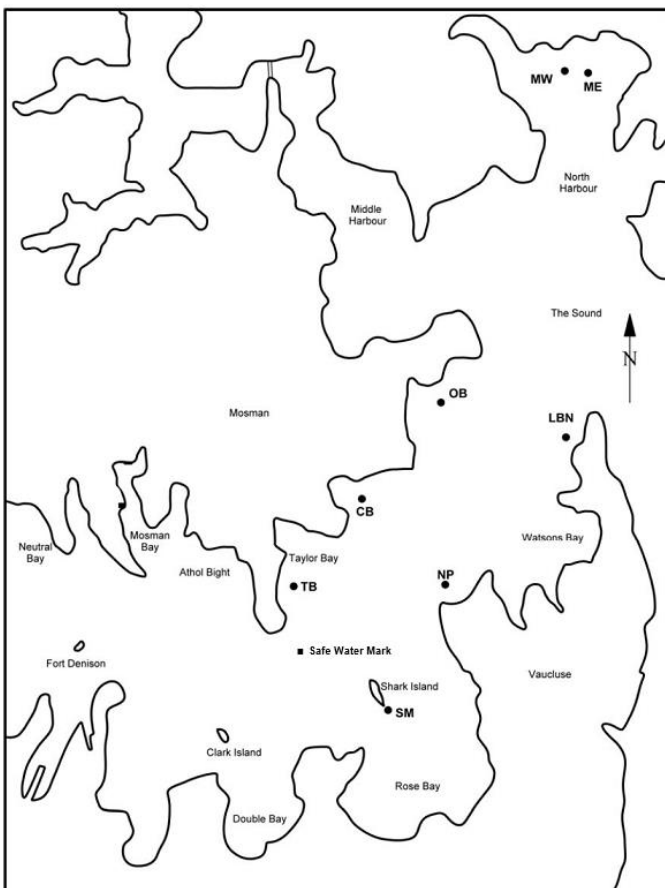 MW
ME
North
Harbour
Middle
Harbour
The Sound
N
OB
Mosman
LBN
CB
Neutral
Bay
Mosman
Bay
Watsons Bay
Athol Bight
Taylor Bay
TB
NP
Safe Water Mark
Fort Denison
Vaucluse
Shark Island
SM
Clark Island
Rose Bay
Double Bay